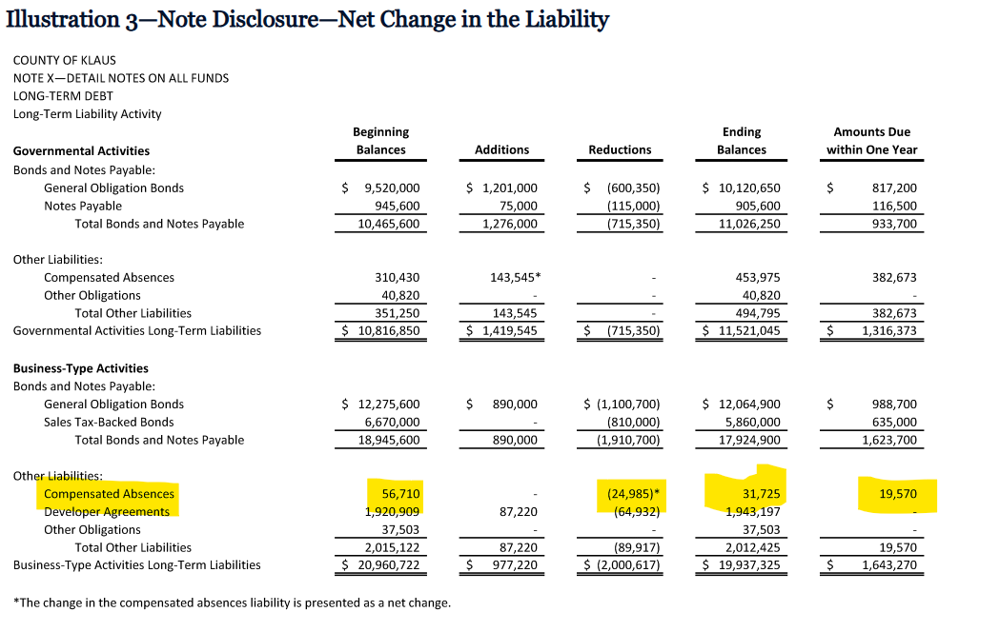 Illustration 3—Note Disclosure—Net Change in the Liability
COUNTY OF KLAUS
NOTE X—DETAIL NOTES ON ALL FUNDS
LONG-TERM DEBT
Long-Term Liability Activity
Beginning Ending Amounts Due
Governmental Activities Balances Additions Reductions Balances within One Year
Bonds and Notes Payable:
General Obligation Bonds $ 9,520,000 $ 1,201,000 $ (600,350) $ 10,120,650 $ 817,200
Notes Payable 945,600 75,000 (115,000) 905,600 116,500
Total Bonds and Notes Payable 10,465,600 1,276,000 (715,350) 11,026,250 933,700
Other Liabilities:
Compensated Absences 310,430 143,545* - 453,975 382,673
Other Obligations 40,820 - - 40,820 -
Total Other Liabilities 351,250 143,545 - 494,795 382,673
Governmental Activities Long-Term Liabilities $ 10,816,850 $ 1,419,545 $ (715,350) $ 11,521,045 $ 1,316,373
Business-Type Activities
Bonds and Notes Payable:
General Obligation Bonds $ 12,275,600 $ 890,000 $ (1,100,700) $ 12,064,900 $ 988,700
Sales Tax-Backed Bonds 6,670,000 - (810,000) 5,860,000 635,000
Total Bonds and Notes Payable 18,945,600 890,000 (1,910,700) 17,924,900 1,623,700
Other Liabilities:
Compensated Absences 56,710 - (24,985)* 31,725 19,570
Developer Agreements 1,920,909 87,220 (64,932) 1,943,197 -
Other Obligations 37,503 - - 37,503 -
Total Other Liabilities 2,015,122 87,220 (89,917) 2,012,425 19,570
Business-Type Activities Long-Term Liabilities $ 20,960,722 $ 977,220 $ (2,000,617) $ 19,937,325 $ 1,643,270
*The change in the compensated absences liability is presented as a net change.